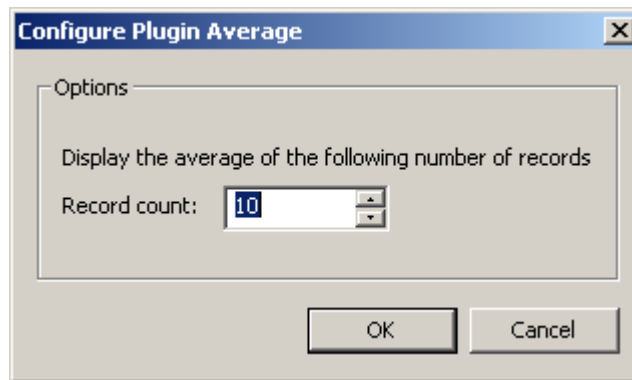 Configure Plugin Average
Options
Display the average of the following number of records
Record count: 10
OK Cancel